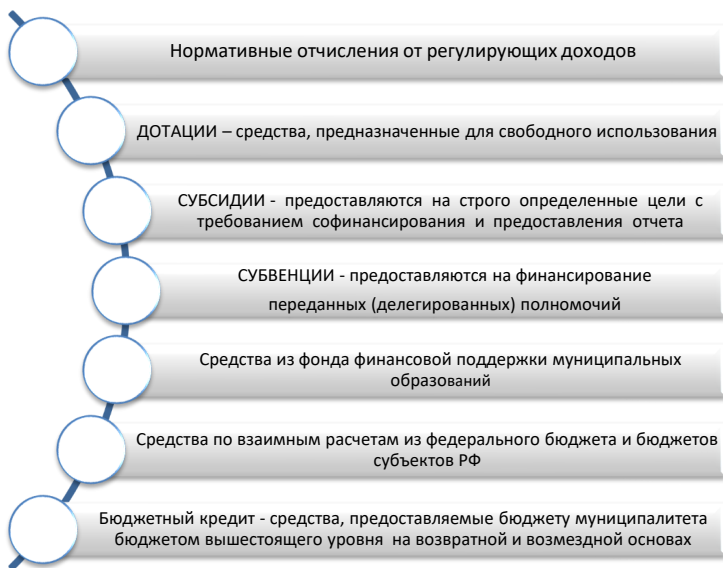 Нормативные отчисления от регулирующих доходов
ДОТАЦИИ – средства, предназначенные для свободного использования
СУБСИДИИ - предоставляются на строго определенные цели с
требованием софинансирования и предоставления отчета
СУБВЕНЦИИ - предоставляются на финансирование
переданных (делегированных) полномочий
Средства из фонда финансовой поддержки муниципальных
образований
Средства по взаимным расчетам из федерального бюджета и бюджетов
субъектов РФ
Бюджетный кредит - средства, предоставляемые бюджету муниципалитета
бюджетом вышестоящего уровня на возвратной и возмездной основах